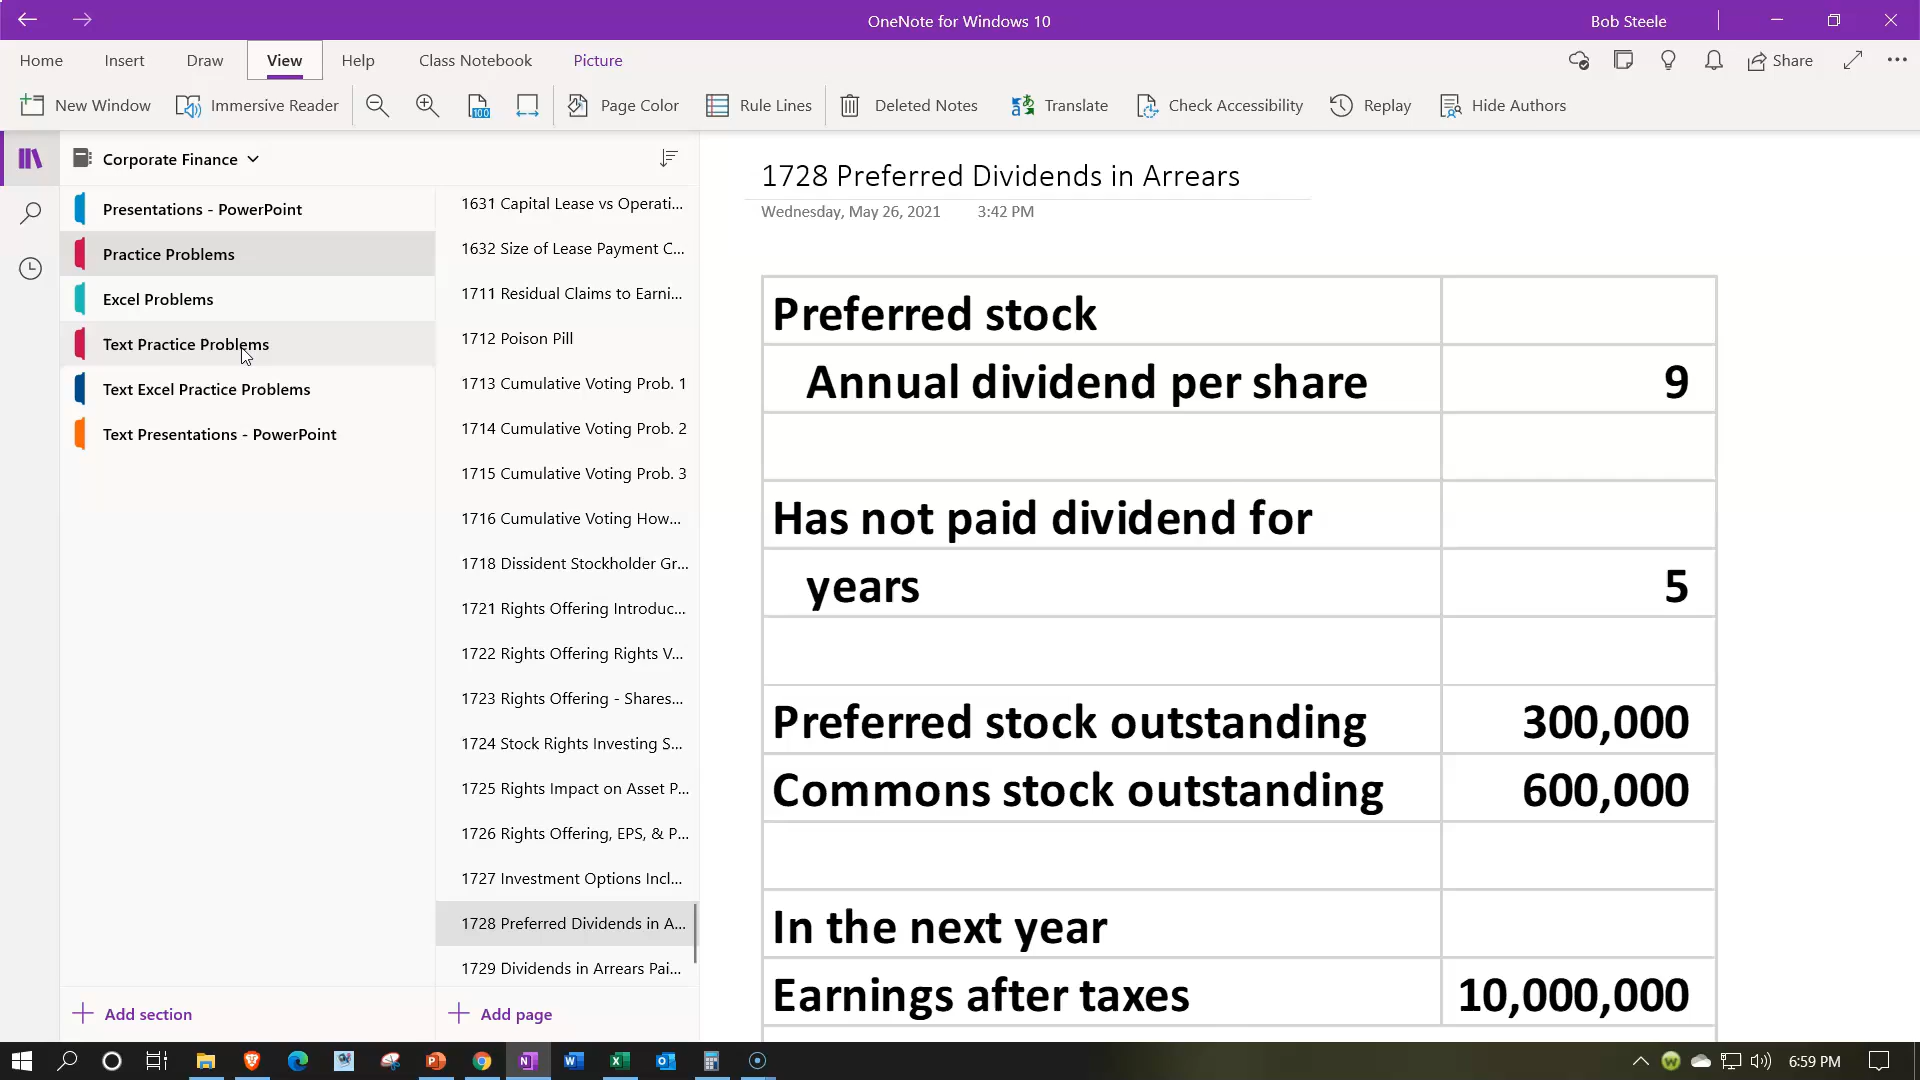 OneNote for Windows 10
Bob Steele
Home Insert Draw View Help Class Notebook Picture
Share
New Window Immersive Reader 100 Page Color Rule Lines Deleted Notes Translate Check Accessibility Replay Hide Authors
Corporate Finance
Presentations - PowerPoint
Practice Problems
Excel Problems
Text Practice Problems
Text Excel Practice Problems
Text Presentations - PowerPoint
Add section
1631 Capital Lease vs Operati...
1632 Size of Lease Payment C...
1711 Residual Claims to Earni...
1712 Poison Pill
1713 Cumulative Voting Prob. 1
1714 Cumulative Voting Prob. 2
1715 Cumulative Voting Prob. 3
1716 Cumulative Voting How...
1718 Dissident Stockholder Gr...
1721 Rights Offering Introduc...
1722 Rights Offering Rights V...
1723 Rights Offering - Shares...
1724 Stock Rights Investing S...
1725 Rights Impact on Asset P...
1726 Rights Offering, EPS, & P...
1727 Investment Options Incl...
1728 Preferred Dividends in A...
1729 Dividends in Arrears Pai...
Add page
1728 Preferred Dividends in Arrears
Wednesday, May 26, 2021 3:42 PM
Preferred stock
Annual dividend per share 9
Has not paid dividend for
years 5
Preferred stock outstanding 300,000
Commons stock outstanding 600,000
In the next year
Earnings after taxes 10,000,000
6:59 PM